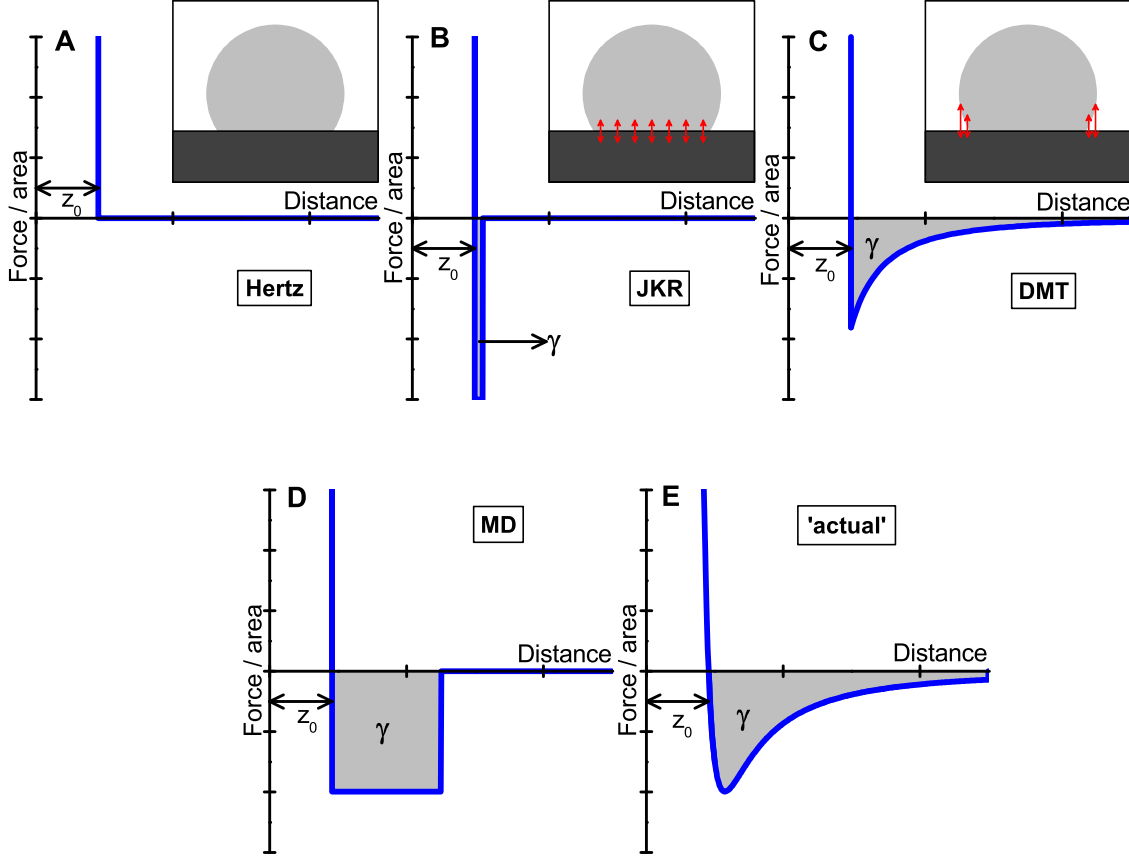 A
Force / area
z0
Distance
Hertz
B
Force / area
z0
Distance
JKR
γ
C
Force / area
z0
Distance
γ
DMT
D
Force / area
z0
Distance
MD
γ
E
Force / area
z0
Distance
'actual'
γ